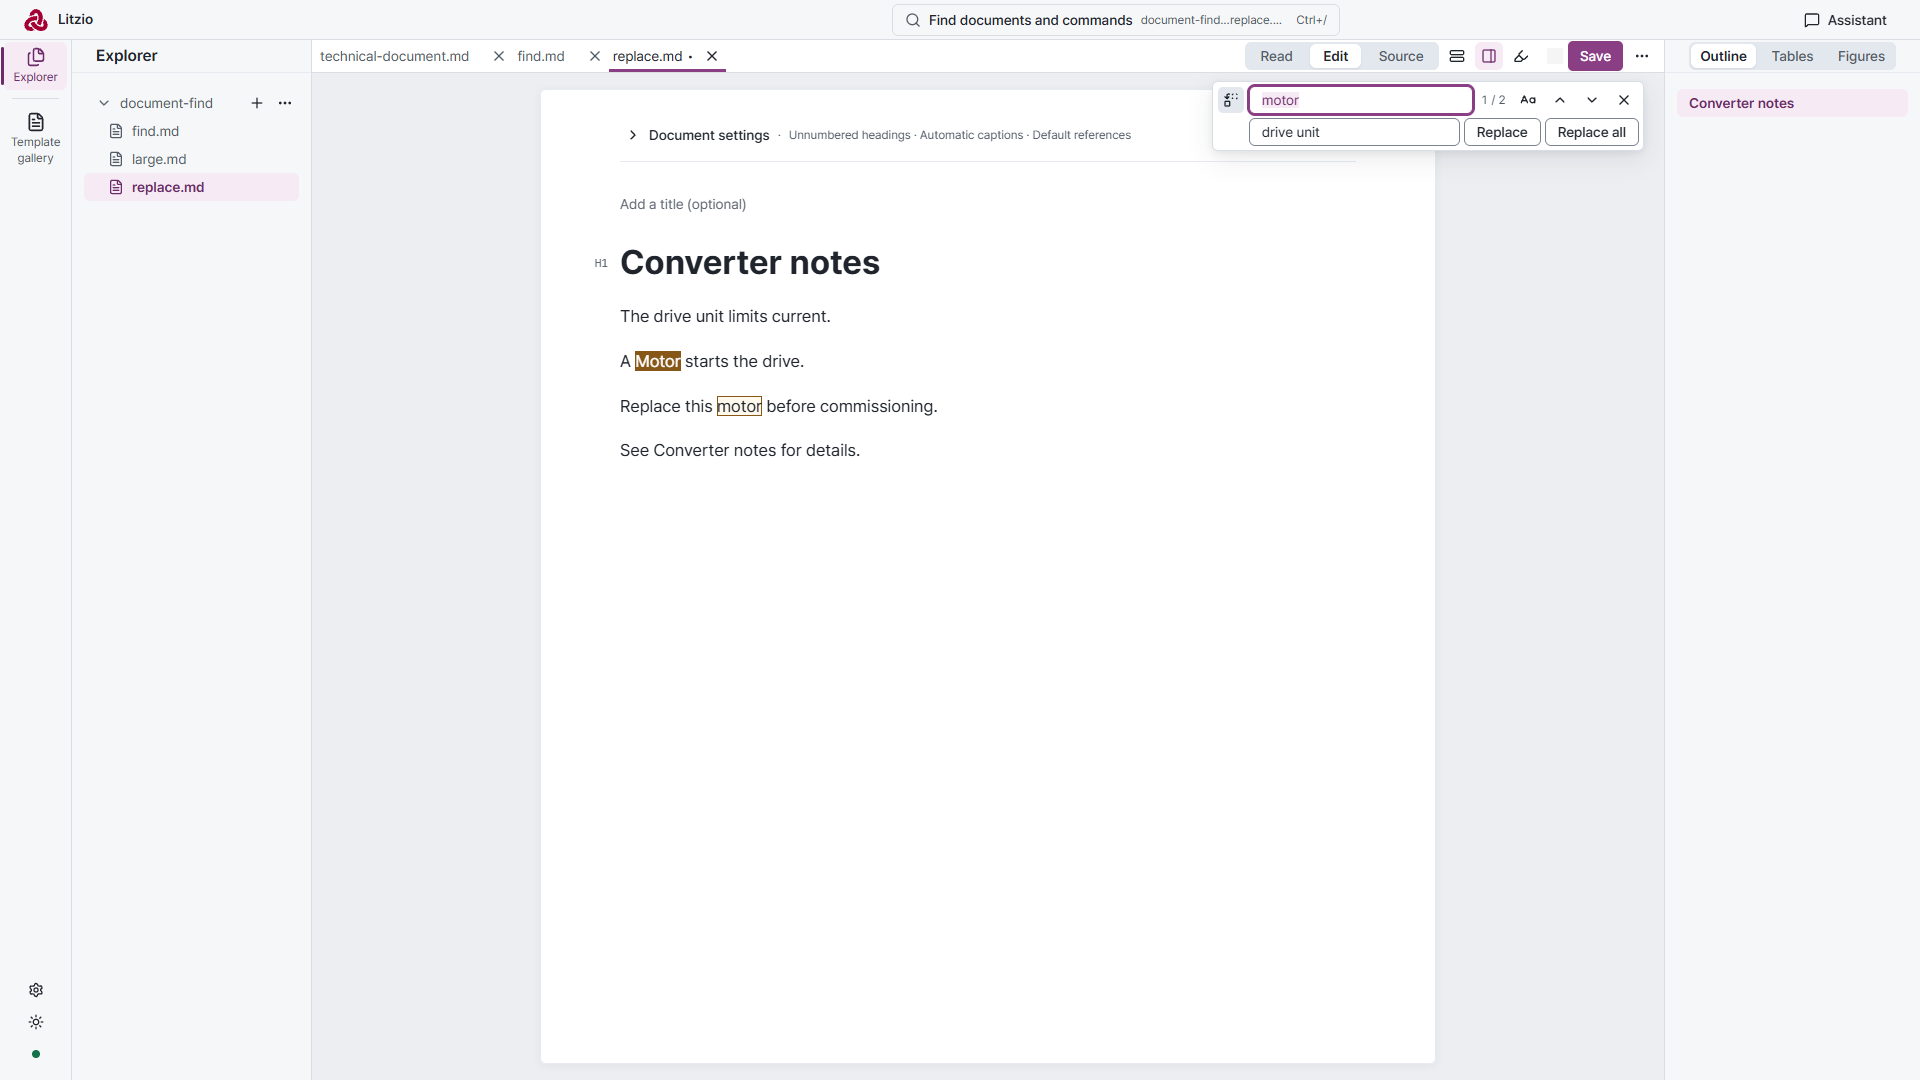 Litzio
Find documents and commands document-find...replace.... Ctrl+/
Assistant
Explorer
Template gallery
Explorer
document-find
find.md
large.md
replace.md
technical-document.md
find.md
replace.md •
Read Edit Source
Save
motor
1 / 2
Aa
drive unit
Replace
Replace all
Document settings · Unnumbered headings · Automatic captions · Default references
Add a title (optional)
H1 Converter notes
The drive unit limits current.
A Motor starts the drive.
Replace this motor before commissioning.
See Converter notes for details.
Outline Tables Figures
Converter notes